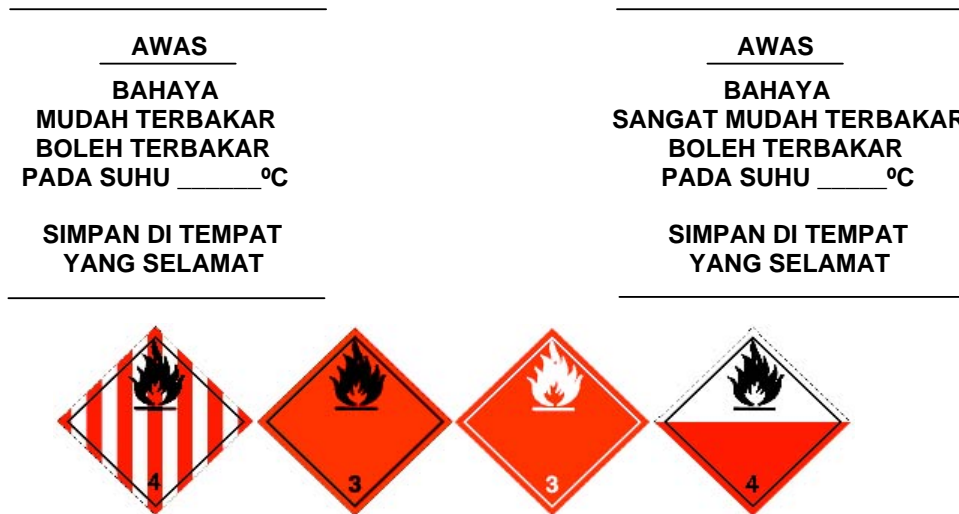 AWAS
BAHAYA
MUDAH TERBAKAR
BOLEH TERBAKAR
PADA SUHU ______ºC
SIMPAN DI TEMPAT
YANG SELAMAT
AWAS
BAHAYA
SANGAT MUDAH TERBAKAR
BOLEH TERBAKAR
PADA SUHU _____ºC
SIMPAN DI TEMPAT
YANG SELAMAT
4
3
3
4